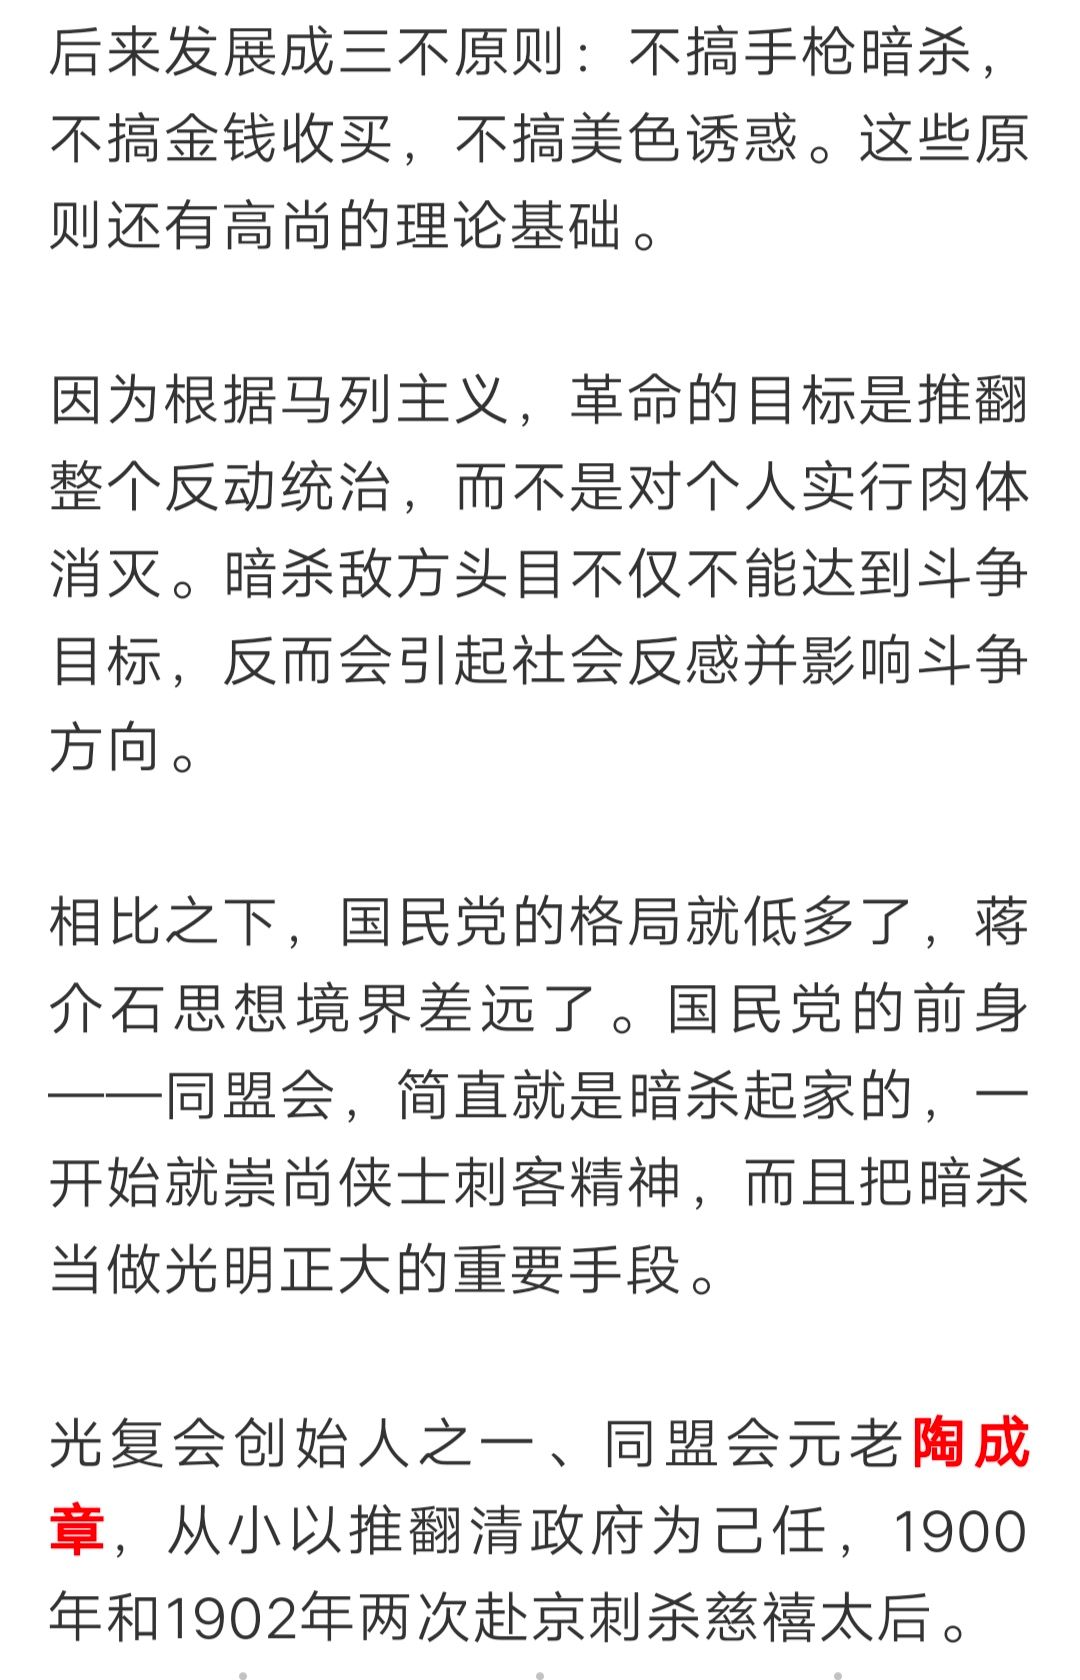 后来发展成三不原则：不搞手枪暗杀，
不搞金钱收买，不搞美色诱惑。这些原
则还有高尚的理论基础。
因为根据马列主义，革命的目标是推翻
整个反动统治，而不是对个人实行肉体
消灭。暗杀敌方头目不仅不能达到斗争
目标，反而会引起社会反感并影响斗争
方向。
相比之下，国民党的格局就低多了，蒋
介石思想境界差远了。国民党的前身
——同盟会，简直就是暗杀起家的，一
开始就崇尚侠士刺客精神，而且把暗杀
当做光明正大的重要手段。
光复会创始人之一、同盟会元老陶成
章，从小以推翻清政府为己任，1900
年和1902年两次赴京刺杀慈禧太后。